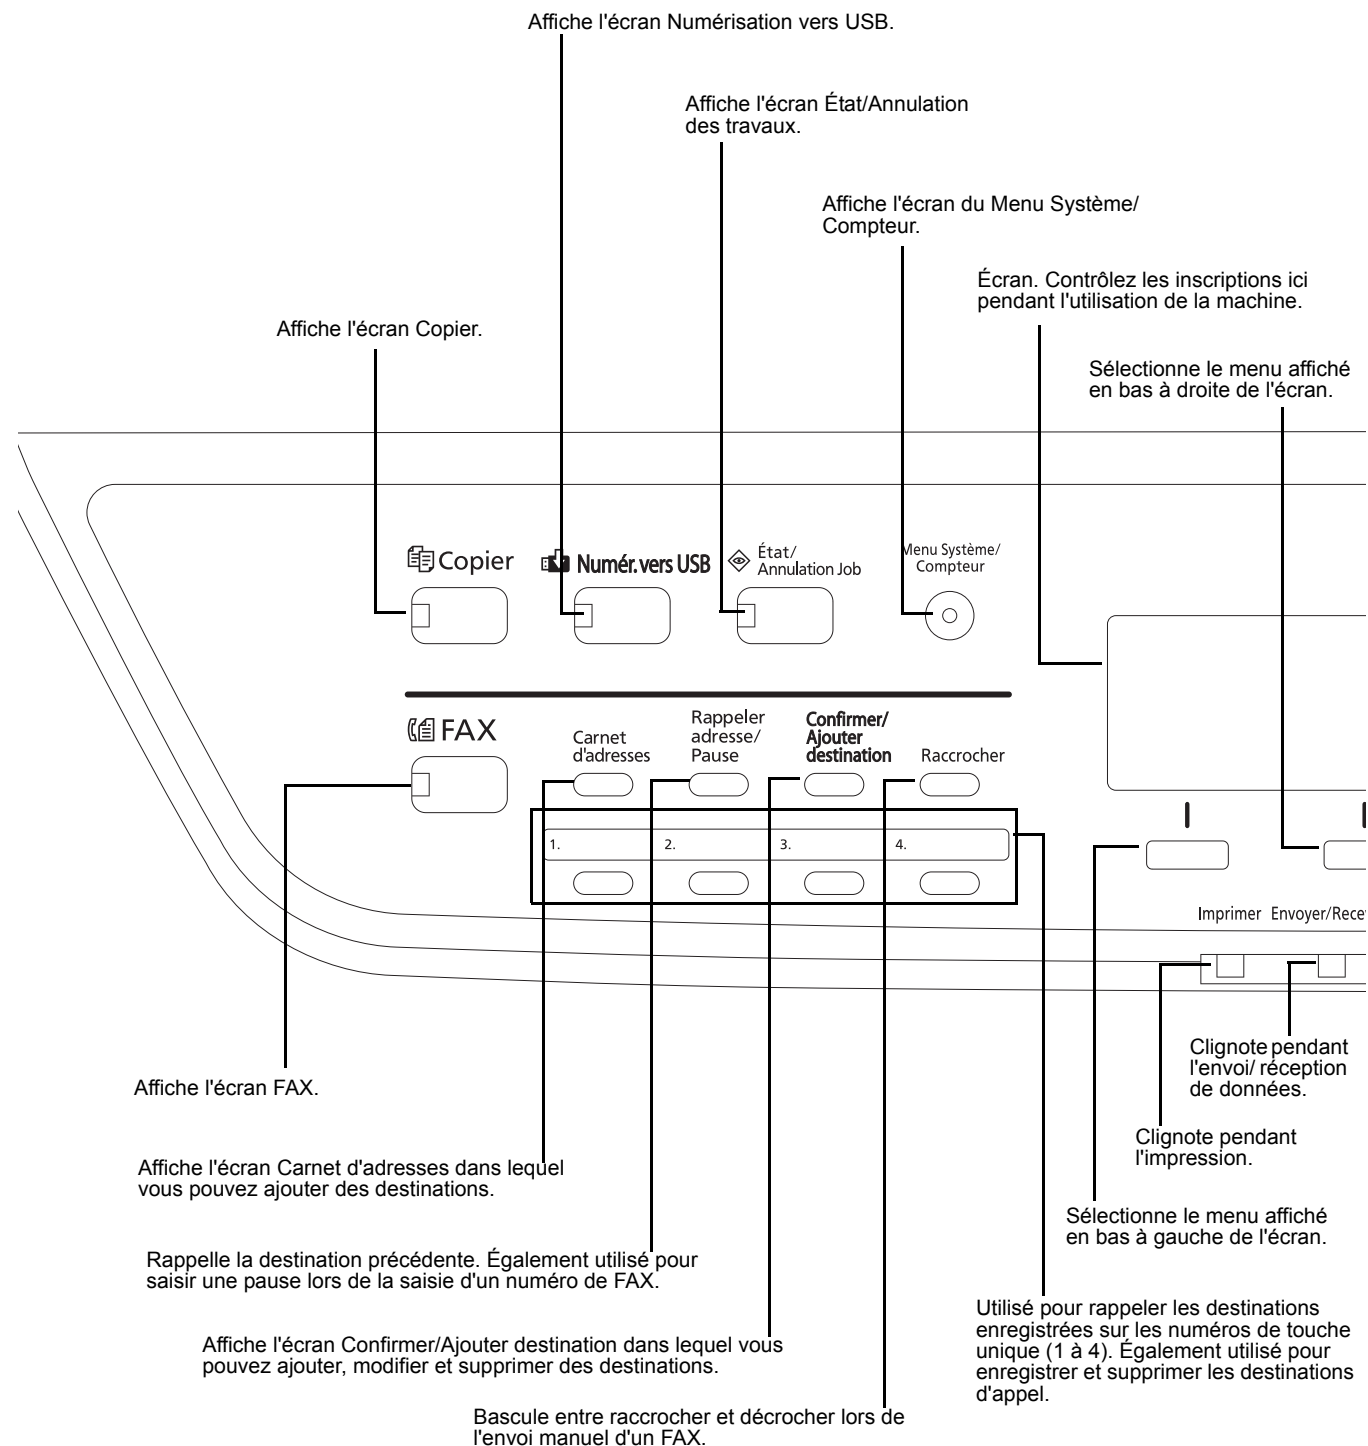 Affiche l'écran Numérisation vers USB.
Affiche l'écran État/Annulation
des travaux.
Affiche l'écran du Menu Système/
Compteur.
Écran. Contrôlez les inscriptions ici
pendant l'utilisation de la machine.
Affiche l'écran Copier.
Sélectionne le menu affiché
en bas à droite de l'écran.
Copier
Numér. vers USB
État/
Annulation Job
Menu Système/
Compteur
FAX
Carnet
d'adresses
Rappeler
adresse/
Pause
Confirmer/
Ajouter
destination
Raccrocher
1.
2.
3.
4.
Imprimer Envoyer/Rece
Clignote pendant
l'envoi/ réception
de données.
Affiche l'écran FAX.
Clignote pendant
l'impression.
Affiche l'écran Carnet d'adresses dans lequel
vous pouvez ajouter des destinations.
Sélectionne le menu affiché
en bas à gauche de l'écran.
Rappelle la destination précédente. Également utilisé pour
saisir une pause lors de la saisie d'un numéro de FAX.
Utilisé pour rappeler les destinations
enregistrées sur les numéros de touche
unique (1 à 4). Également utilisé pour
enregistrer et supprimer les destinations
d'appel.
Affiche l'écran Confirmer/Ajouter destination dans lequel vous
pouvez ajouter, modifier et supprimer des destinations.
Bascule entre raccrocher et décrocher lors de
l'envoi manuel d'un FAX.